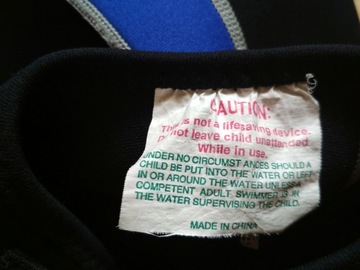 CAUTION:
This is not a lifesaving device.
Do not leave child unattended
While in use.
UNDER NO CIRCUMST ANCES SHOULD A
CHILD BE PUT INTO THE WATER OR LEFT
IN OR AROUND THE WATER UNLESS A
COMPETENT ADULT SWIMMER IS IN
THE WATER SUPERVISING THE CHILD.
MADE IN CHINA